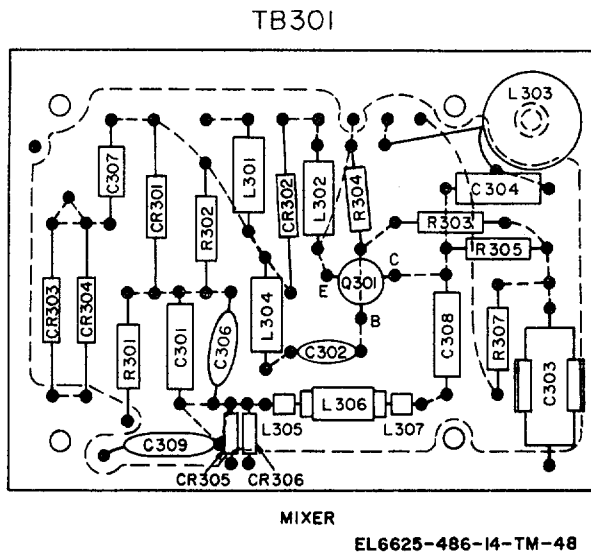 TB301
L303
C307
L301
L302
R304
C304
CR301
R302
CR302
R303
R305
Q301
E
C
B
CR303
CR304
L304
C308
R307
R301
C301
C306
C302
C303
L306
L305
L307
C309
CR305
CR306
MIXER
EL6625-486-14-TM-48